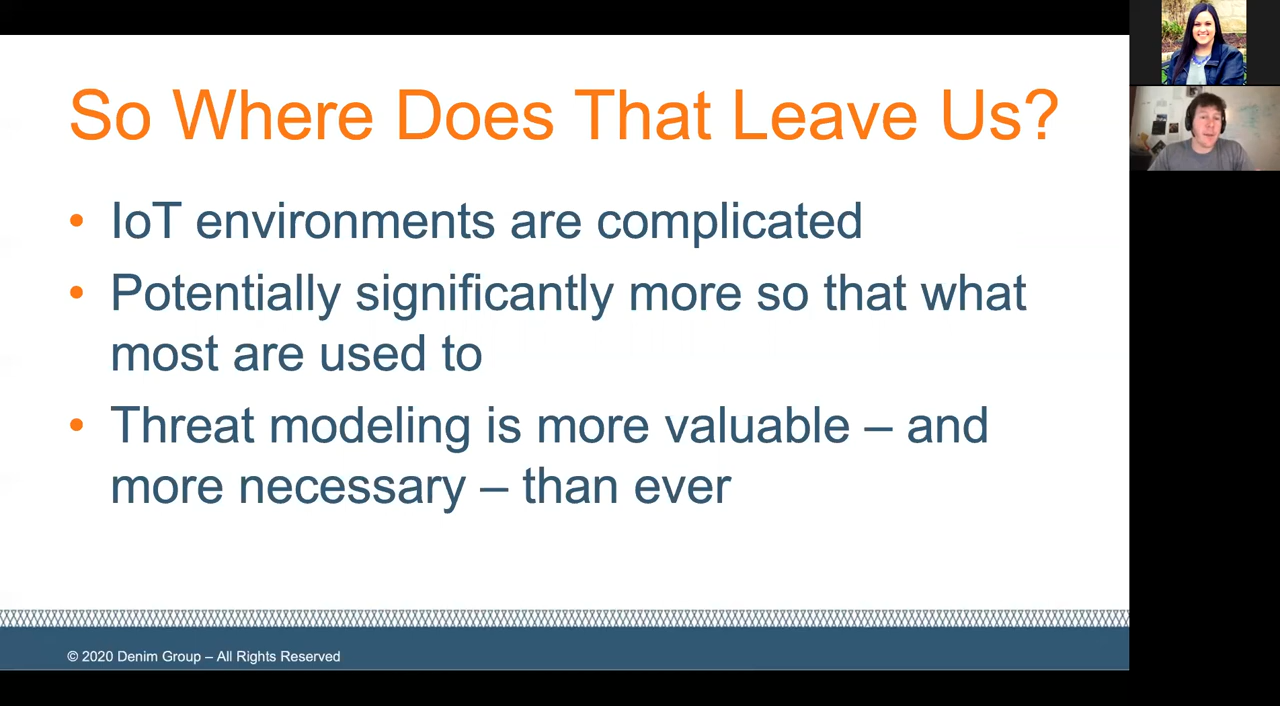 So Where Does That Leave Us?
• IoT environments are complicated
• Potentially significantly more so that what
most are used to
• Threat modeling is more valuable – and
more necessary – than ever
© 2020 Denim Group – All Rights Reserved